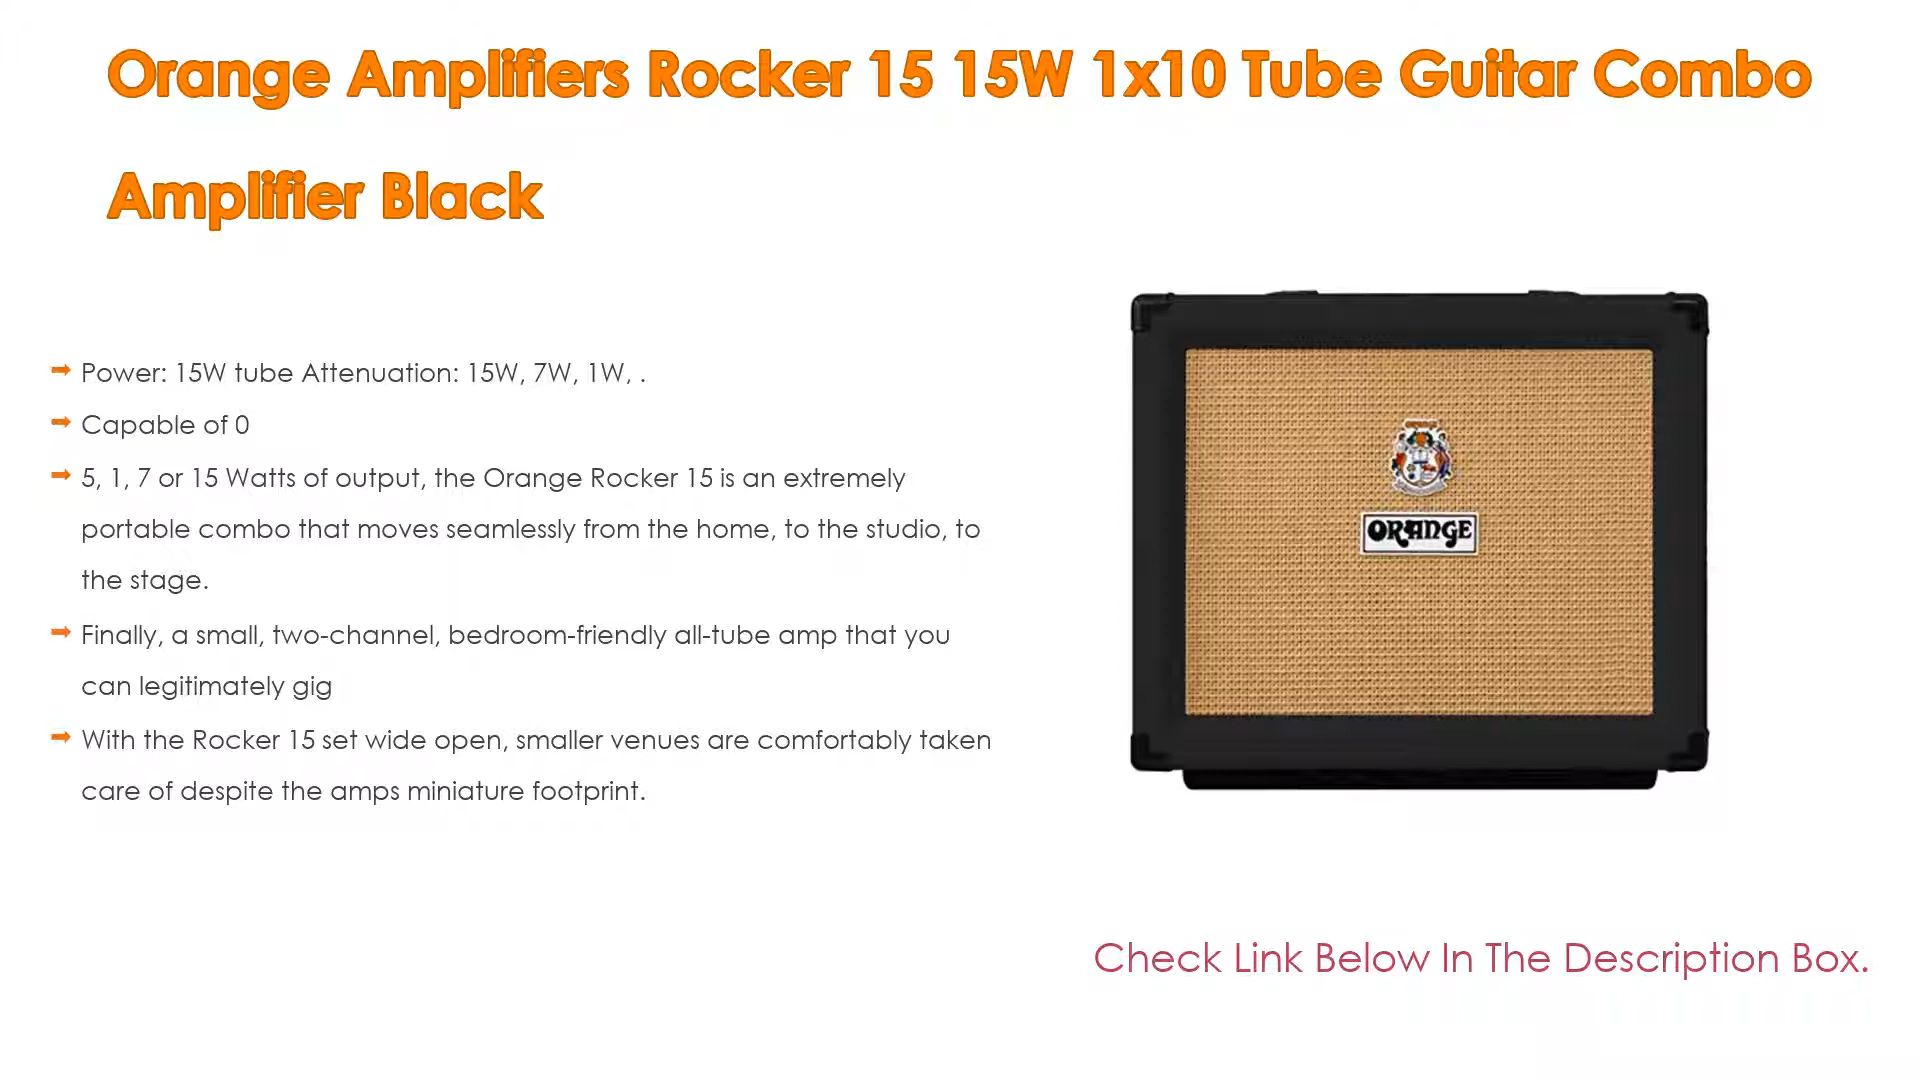 Orange Amplifiers Rocker 15 15W 1x10 Tube Guitar Combo
Amplifier Black
Power: 15W tube Attenuation: 15W, 7W, 1W, .
Capable of 0
5, 1, 7 or 15 Watts of output, the Orange Rocker 15 is an extremely
portable combo that moves seamlessly from the home, to the studio, to
the stage.
Finally, a small, two-channel, bedroom-friendly all-tube amp that you
can legitimately gig
With the Rocker 15 set wide open, smaller venues are comfortably taken
care of despite the amps miniature footprint.
ORANGE
Check Link Below In The Description Box.